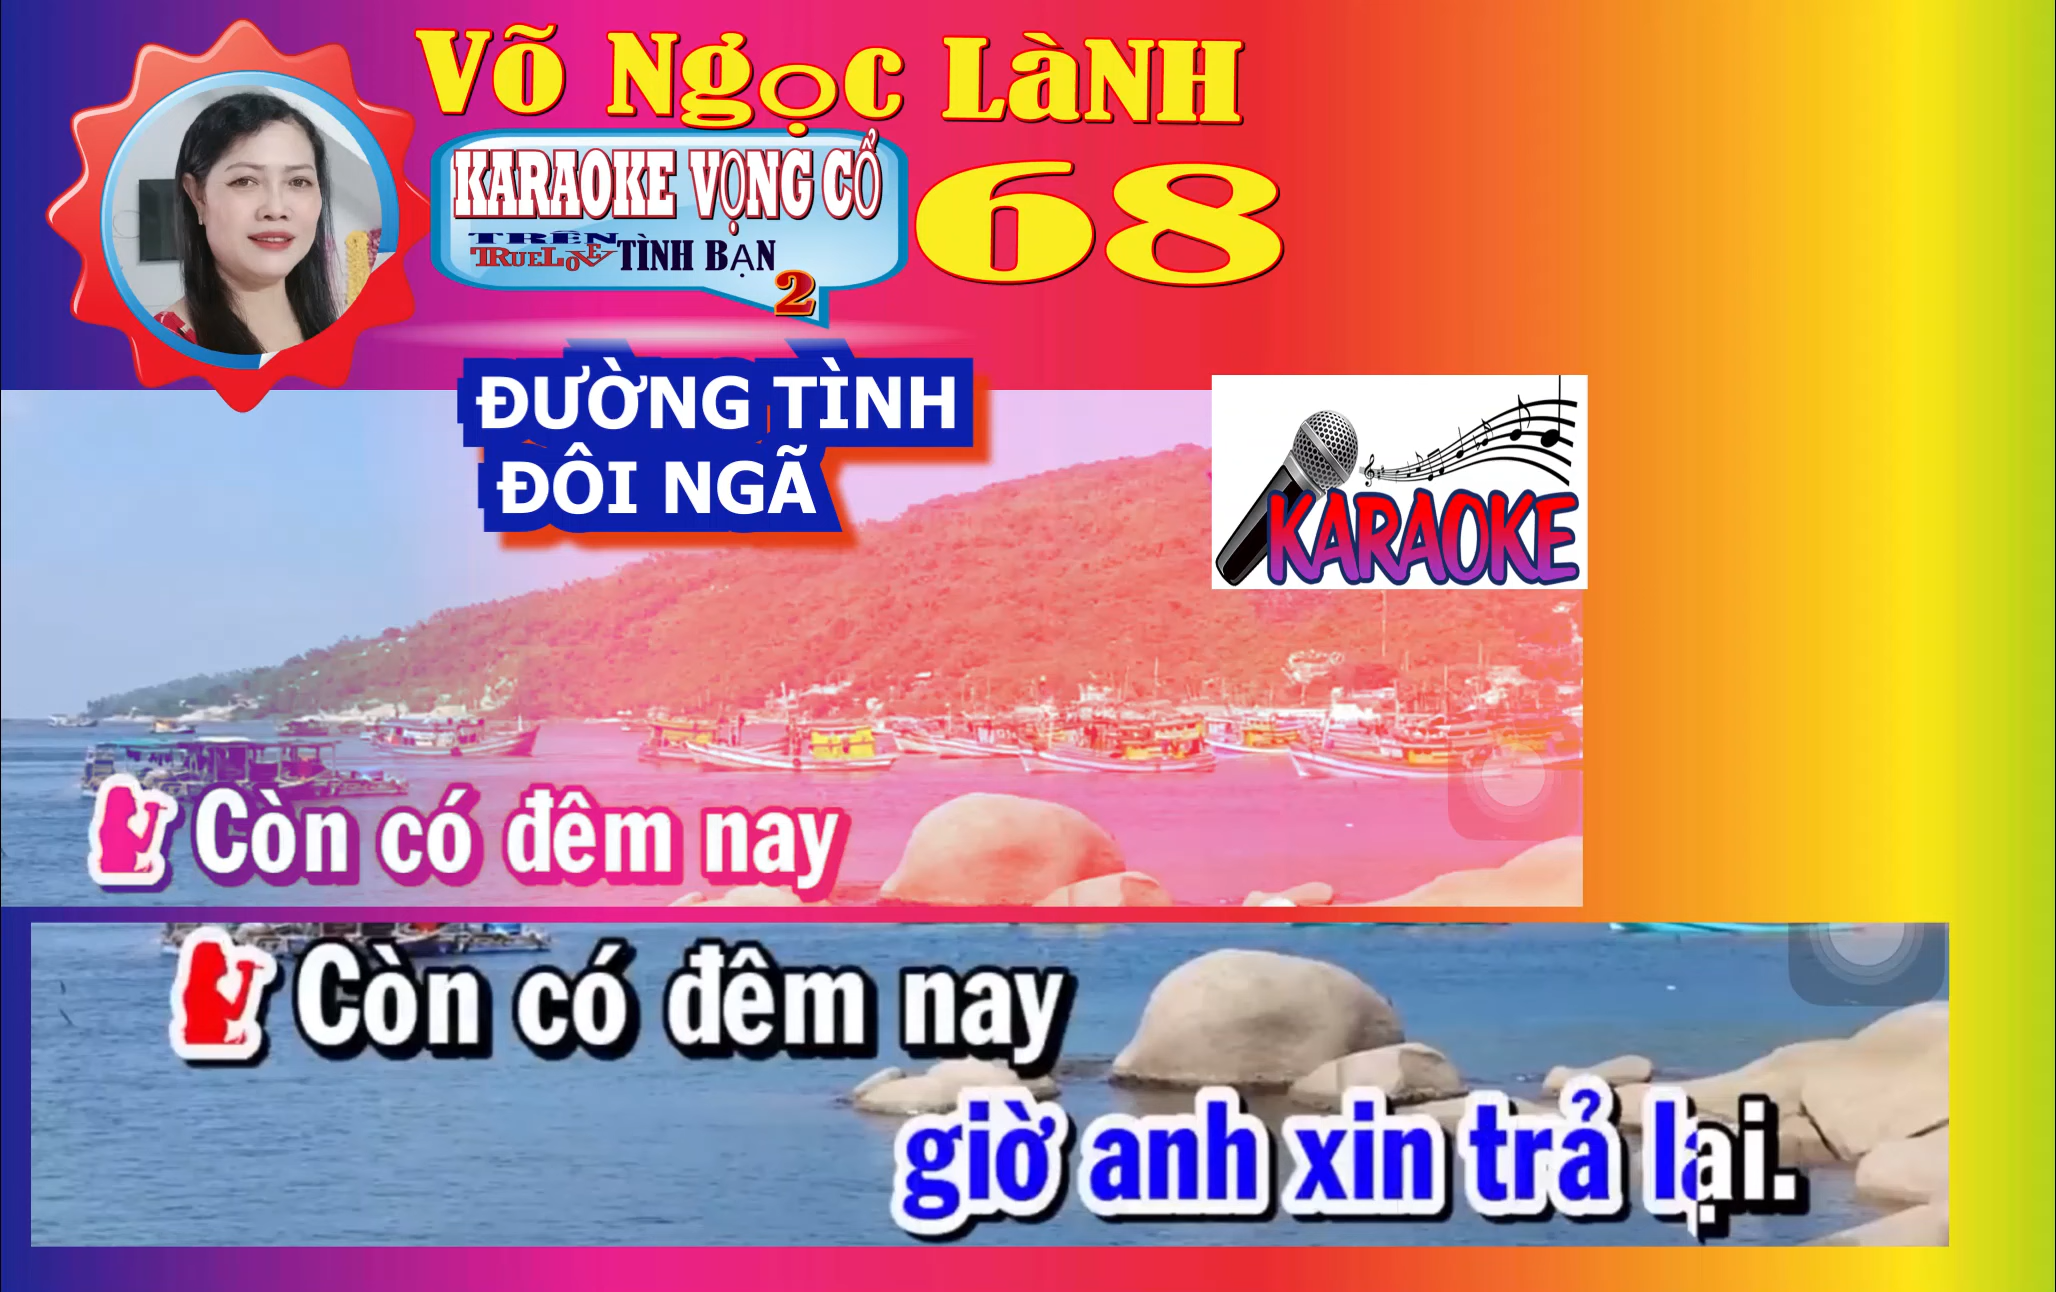 Võ Ngọc LàNH
KARAOKE VỌNG CỔ
68
TRÊN
TRUELOVE TÌNH BẠN
2
ĐƯỜNG TÌNH
ĐÔI NGÃ
KARAOKE
Còn có đêm nay
Còn có đêm nay
giờ anh xin trả lại.